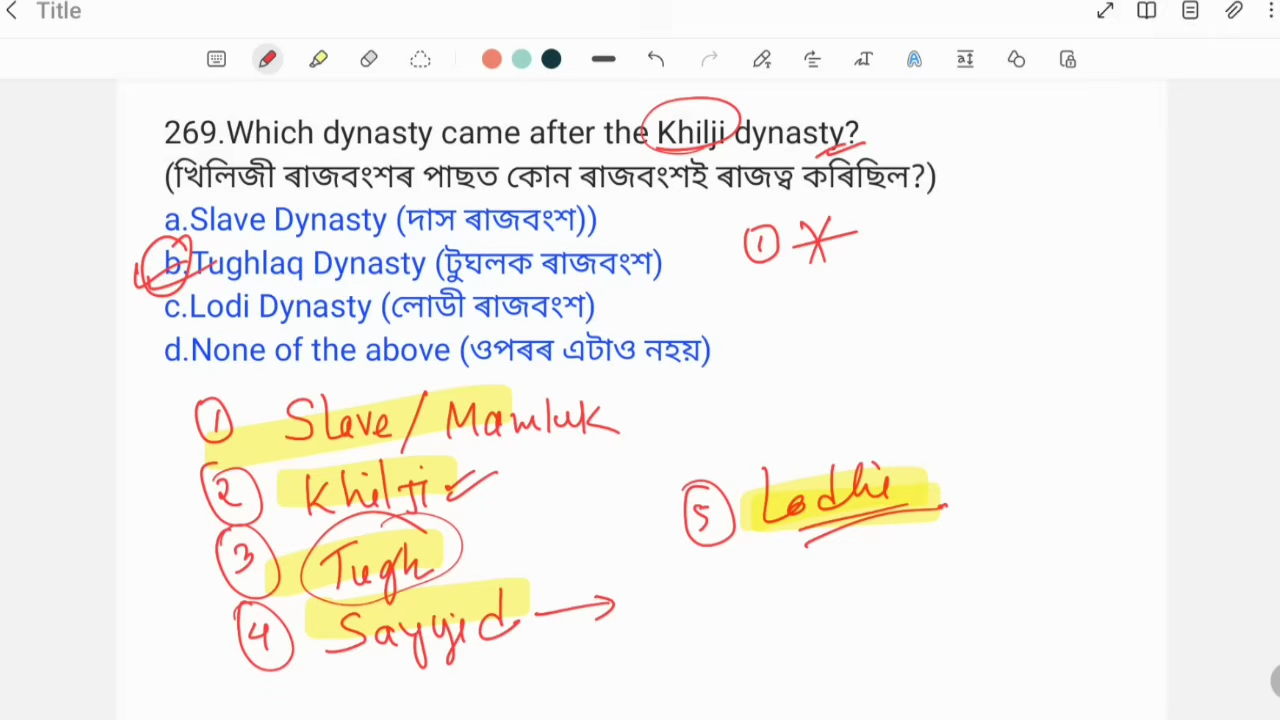 Title
269.Which dynasty came after the Khilji dynasty?
(খিলিজী ৰাজবংশৰ পাছত কোন ৰাজবংশই ৰাজত্ব কৰিছিল?)
a.Slave Dynasty (দাস ৰাজবংশ))
① 
b.Tughlaq Dynasty (টুঘলক ৰাজবংশ)
c.Lodi Dynasty (লোডী ৰাজবংশ)
d.None of the above (ওপৰৰ এটাও নহয়)
① Slave / Mamluk
② Khilji
③ Tugh
④ Sayyid →
⑤ Lodhi